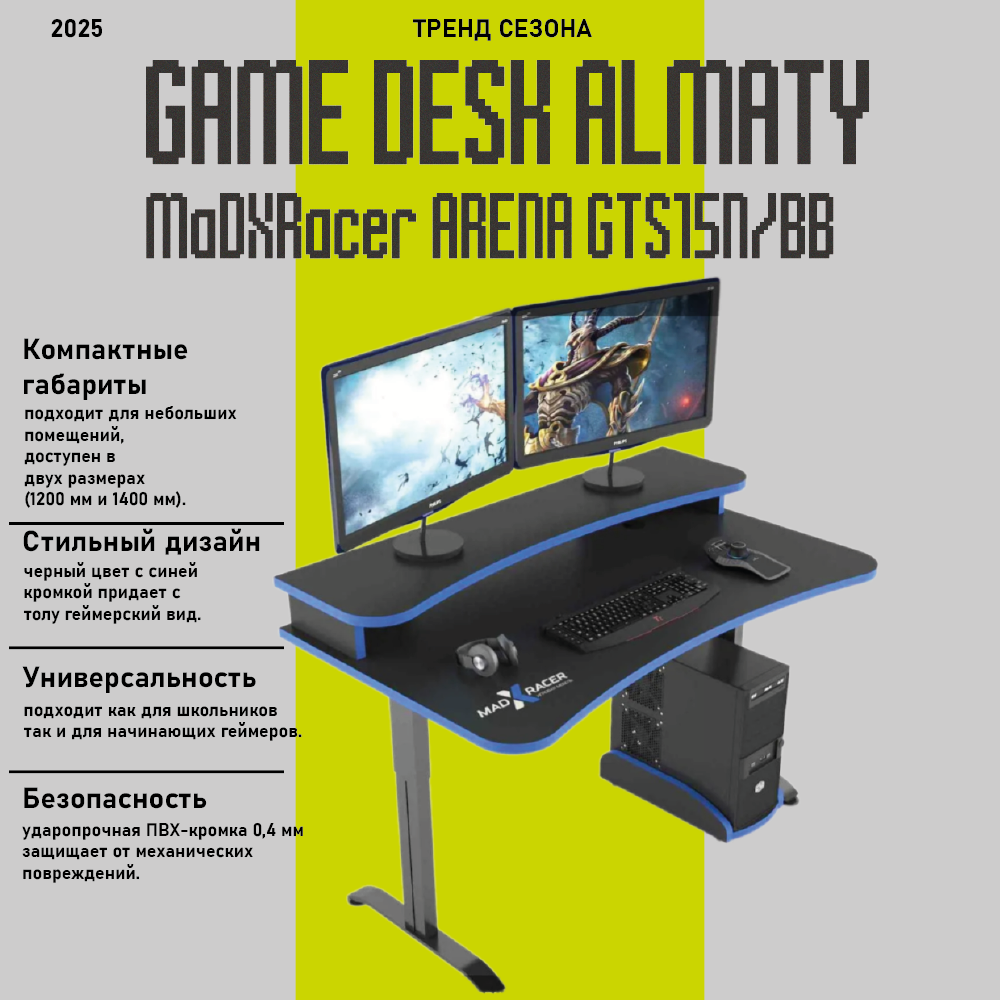 2025
ТРЕНД СЕЗОНА
GAME DESK ALMATY
MaDXRacer ARENA GTS15N/BB
Компактные
габариты
подходит для небольших
помещений,
доступен в
двух размерах
(1200 мм и 1400 мм).
Стильный дизайн
черный цвет с синей
кромкой придает с
толу геймерский вид.
Универсальность
подходит как для школьников
так и для начинающих геймеров.
Безопасность
ударопрочная ПВХ-кромка 0,4 мм
защищает от механических
повреждений.
PHILIPS
PHILIPS
MAD X RACER